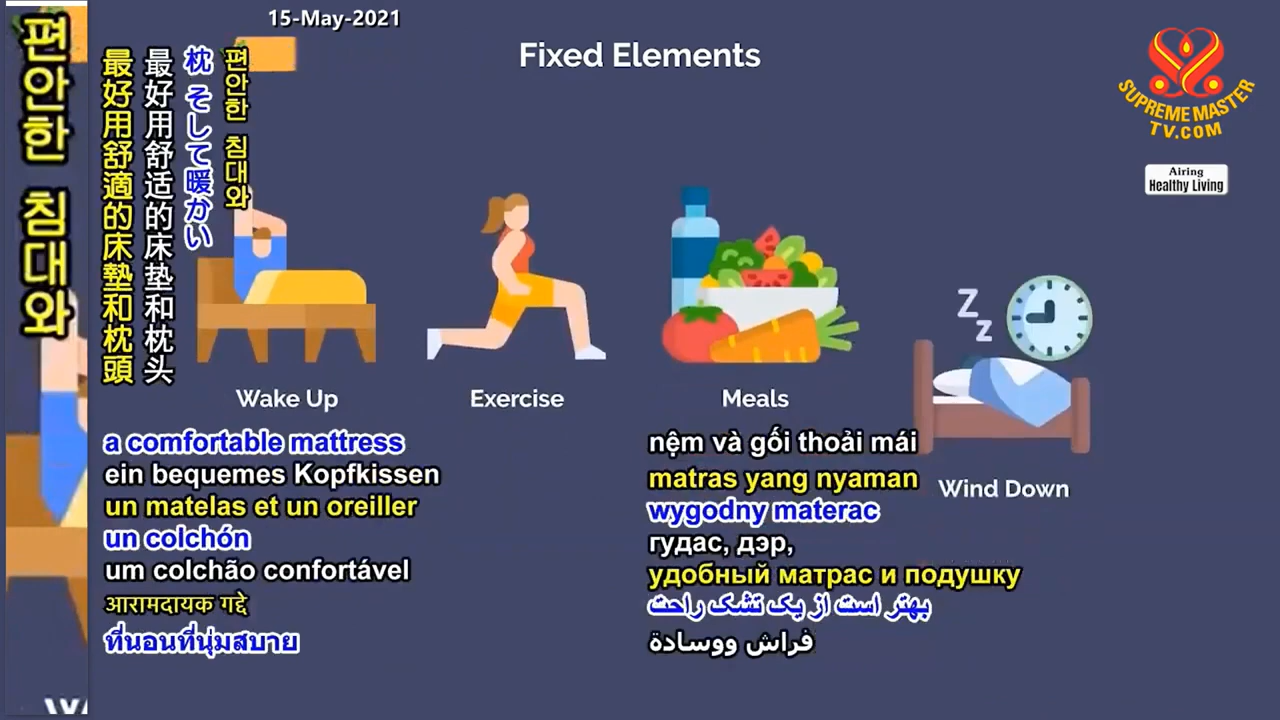 15-May-2021
Fixed Elements
SUPREME MASTER
TV.COM
Airing
Healthy Living
편안한 침대와
最好用舒適的床墊和枕頭
最好用舒适的床垫和枕头
枕 そして暖かい
편안한 침대와
Wake Up
Exercise
Meals
Wind Down
Z
Z
a comfortable mattress
ein bequemes Kopfkissen
un matelas et un oreiller
un colchón
um colchão confortável
आरामदायक गद्दे
ที่นอนที่นุ่มสบาย
nệm và gối thoải mái
matras yang nyaman
wygodny materac
гудас, дэр,
удобный матрас и подушку
بهتر است از یک تشک راحت
فراش ووسادة